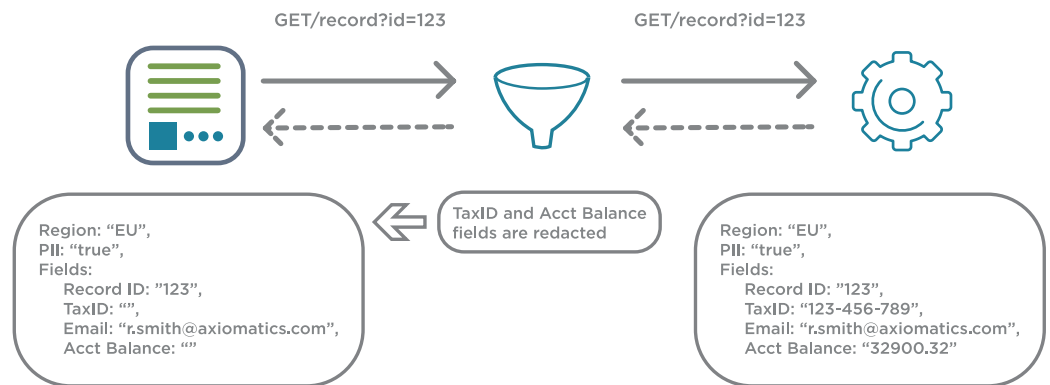 GET/record?id=123
GET/record?id=123
Region: “EU”,
PII: “true”,
Fields:
Record ID: ”123”,
TaxID: “”,
Email: “r.smith@axiomatics.com”,
Acct Balance: “”
TaxID and Acct Balance
fields are redacted
Region: “EU”,
PII: “true”,
Fields:
Record ID: ”123”,
TaxID: “123-456-789”,
Email: “r.smith@axiomatics.com”,
Acct Balance: “32900.32”